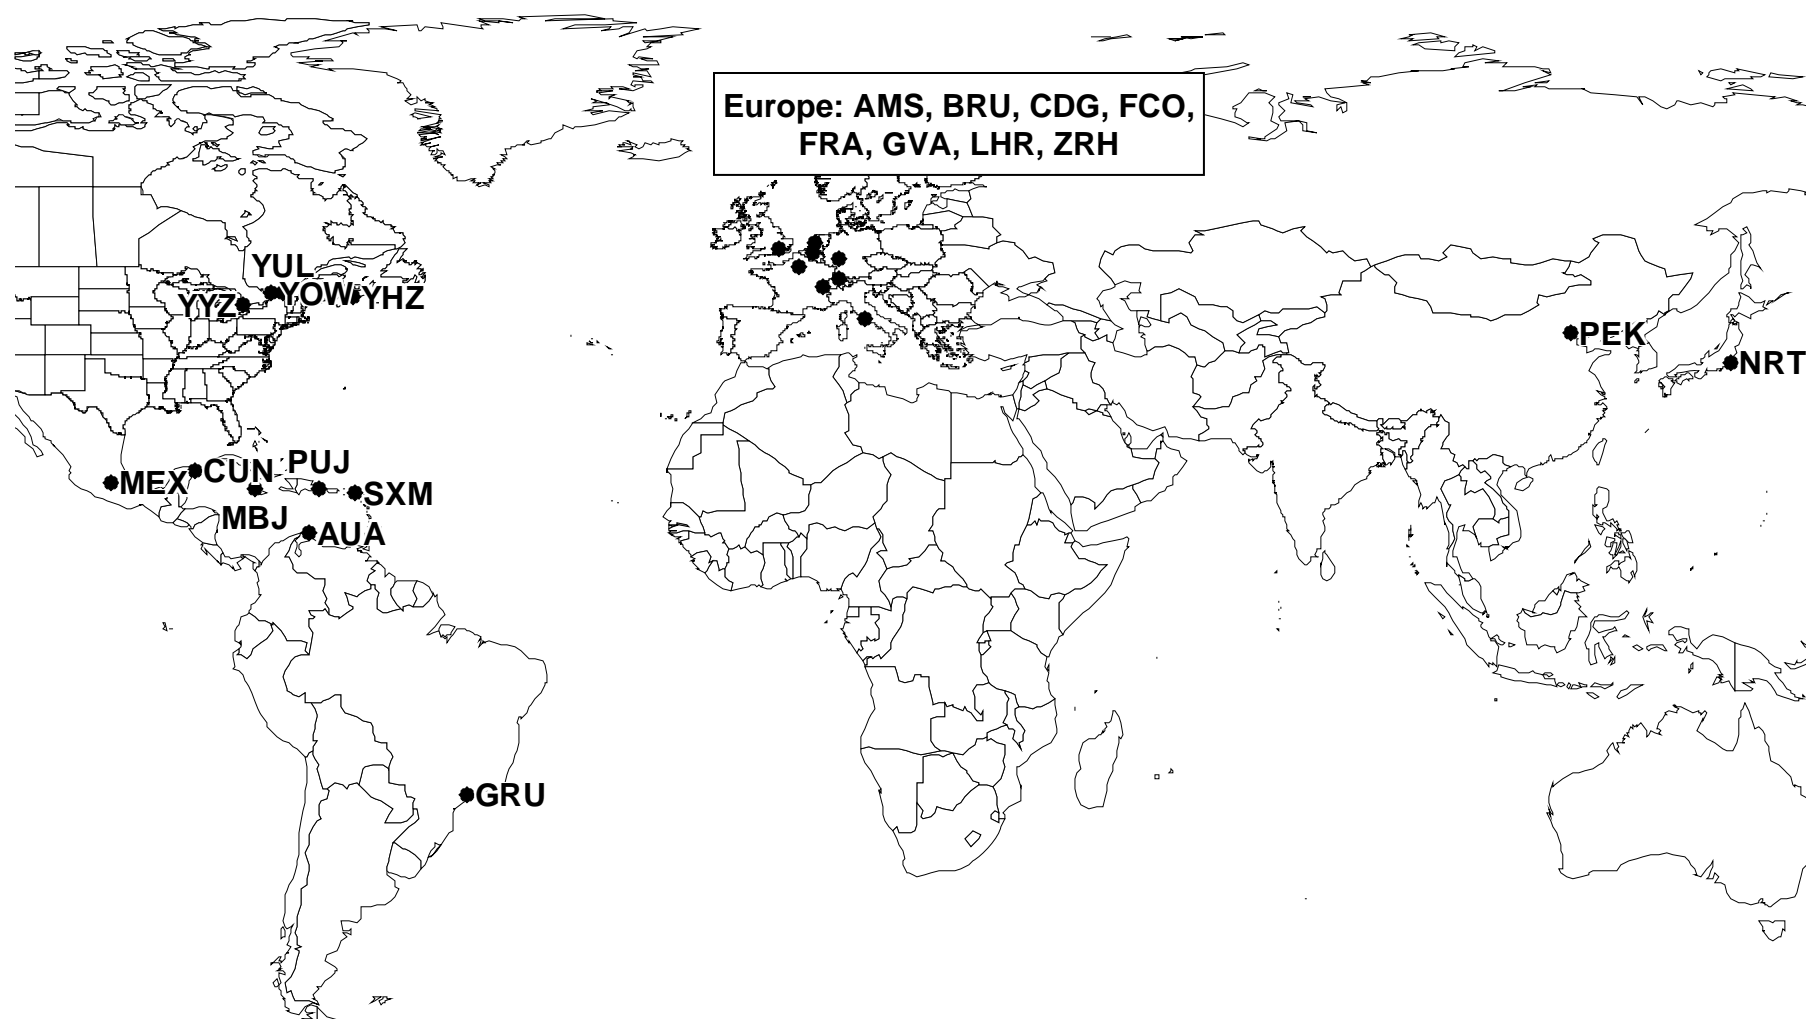 Europe: AMS, BRU, CDG, FCO,
FRA, GVA, LHR, ZRH
YUL
YYZ
YOW
YHZ
PEK
NRT
PUJ
CUN
MEX
SXM
MBJ
AUA
GRU